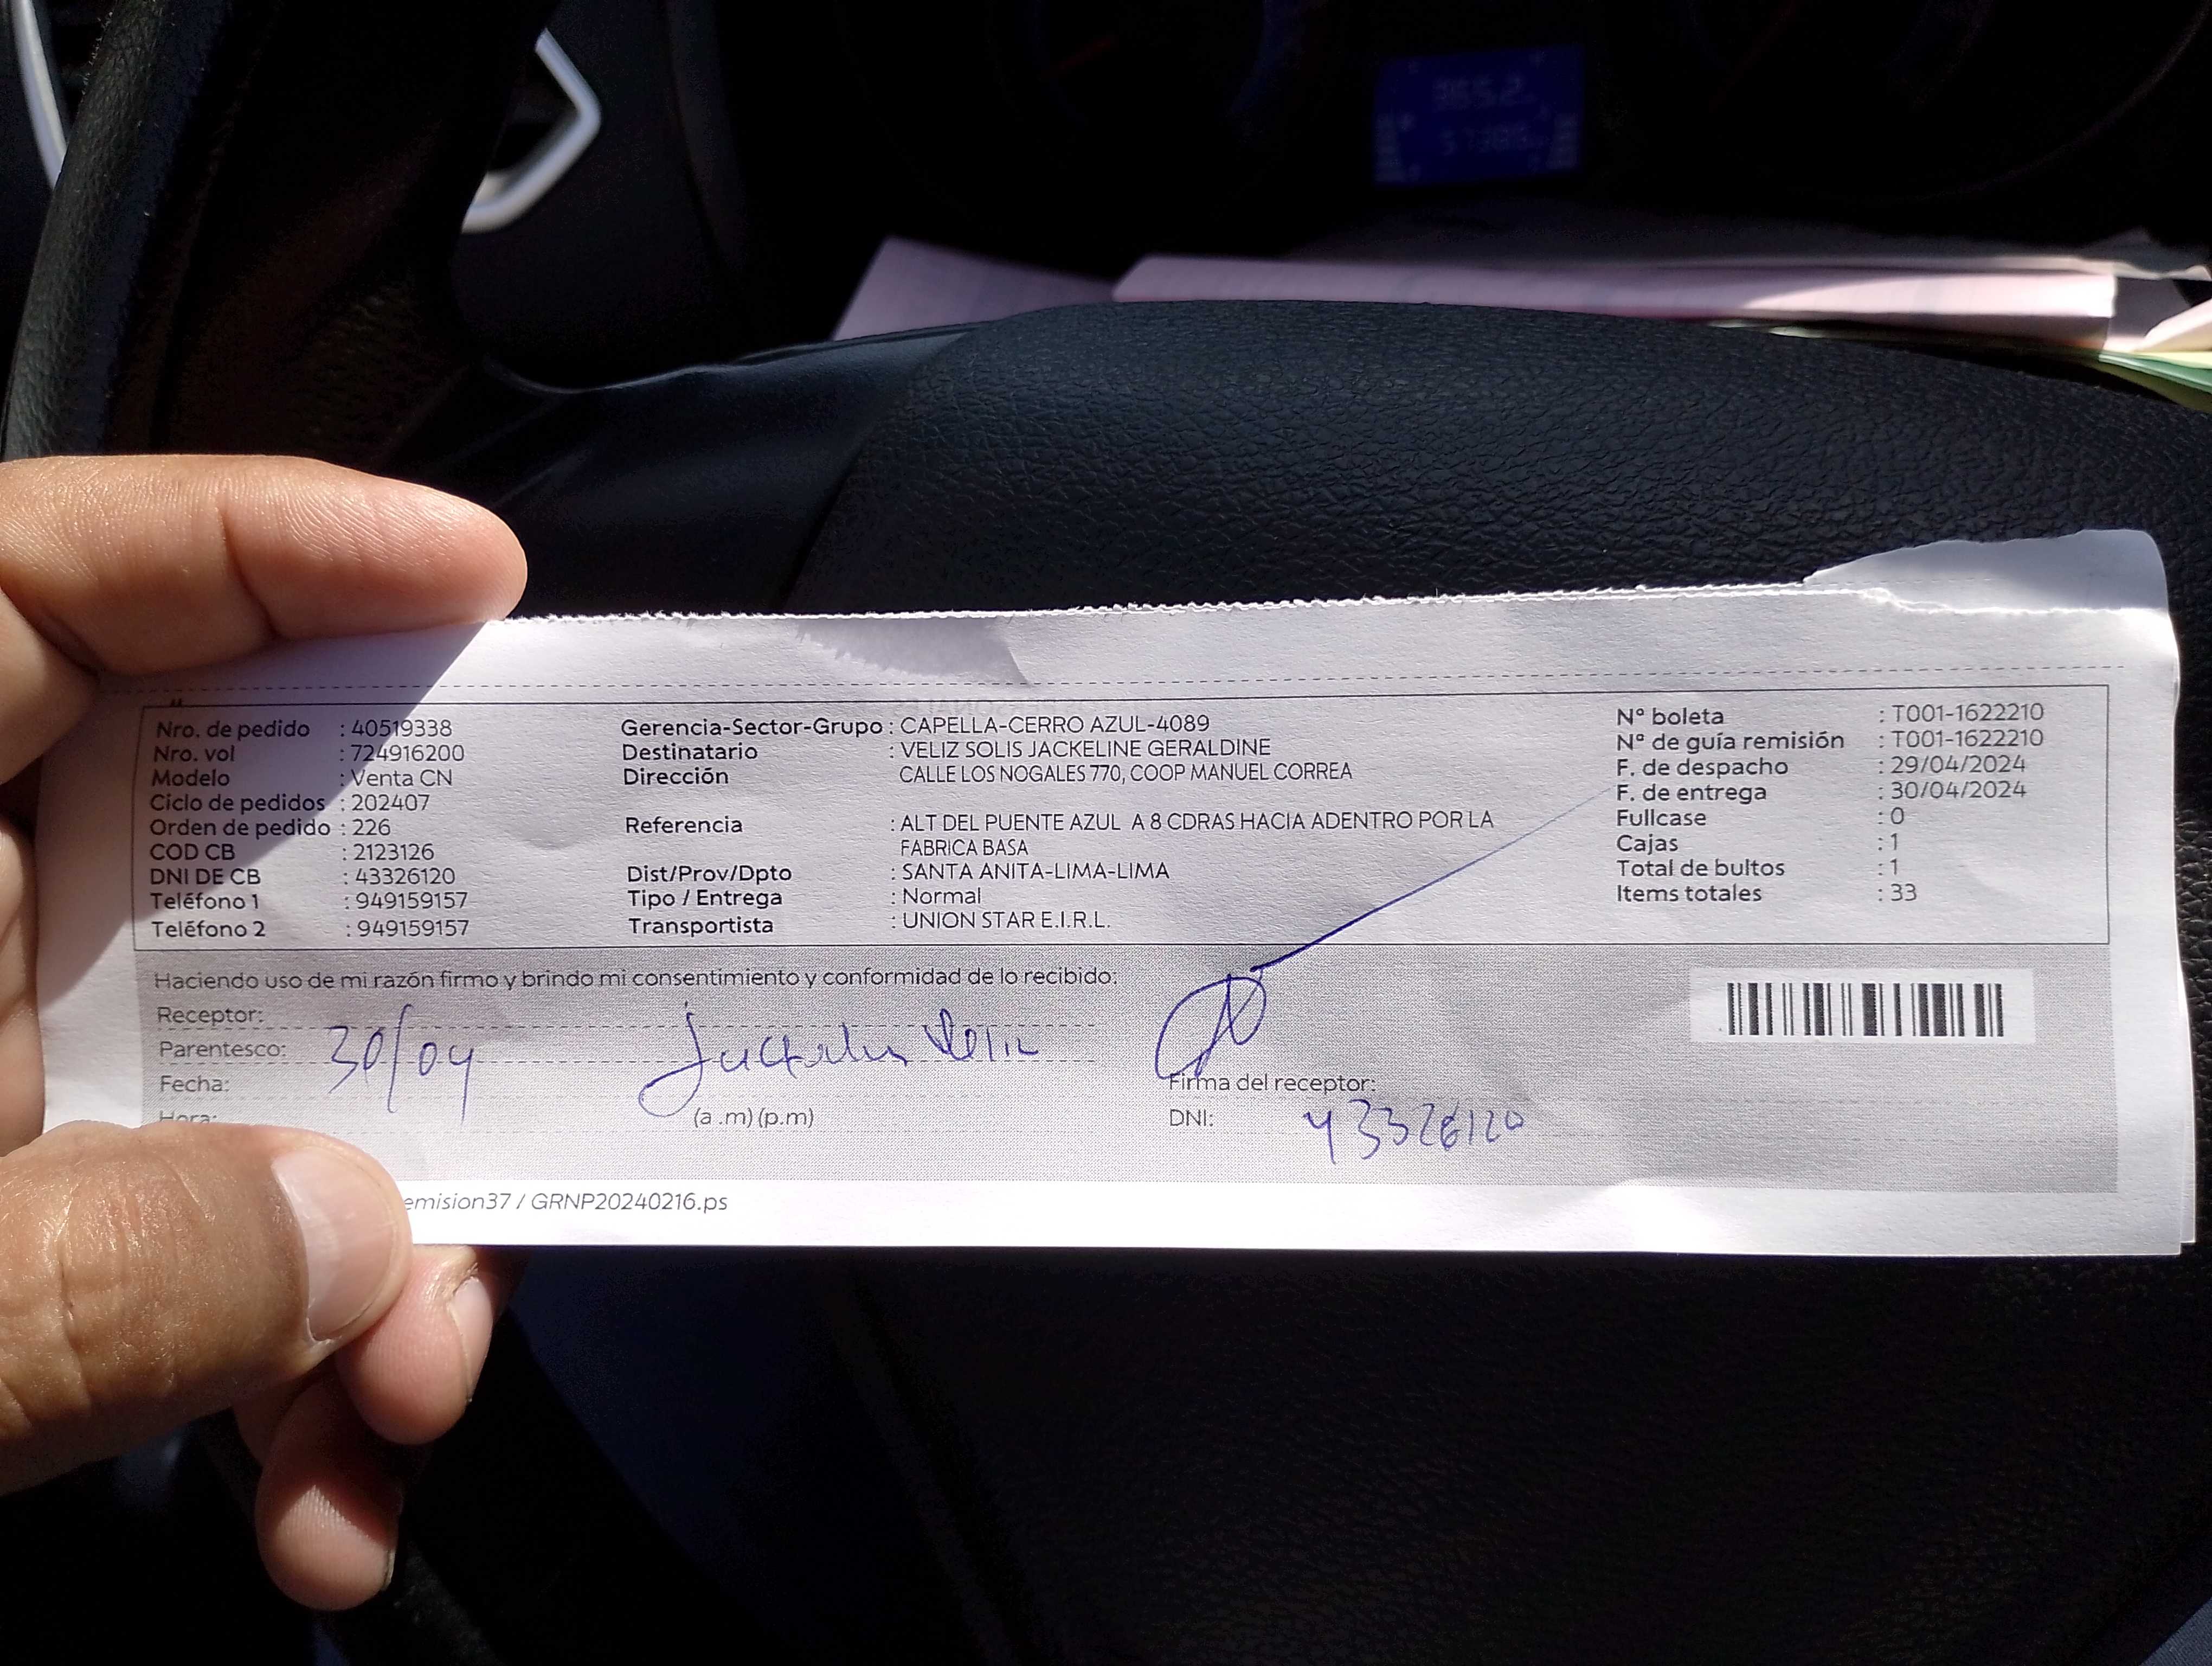 Nro. de pedido : 40519338
Nro. vol : 724916200
Modelo : Venta CN
Ciclo de pedidos : 202407
Orden de pedido : 226
COD CB : 2123126
DNI DE CB : 43326120
Teléfono 1 : 949159157
Teléfono 2 : 949159157
Gerencia-Sector-Grupo : CAPELLA-CERRO AZUL-4089
Destinatario : VELIZ SOLIS JACKELINE GERALDINE
Dirección CALLE LOS NOGALES 770, COOP MANUEL CORREA
Referencia : ALT DEL PUENTE AZUL A 8 CDRAS HACIA ADENTRO POR LA
FABRICA BASA
Dist/Prov/Dpto : SANTA ANITA-LIMA-LIMA
Tipo / Entrega : Normal
Transportista : UNION STAR E.I.R.L.
Nº boleta : T001-1622210
Nº de guía remisión : T001-1622210
F. de despacho : 29/04/2024
F. de entrega : 30/04/2024
Fullcase : 0
Cajas : 1
Total de bultos : 1
Items totales : 33
Haciendo uso de mi razón firmo y brindo mi consentimiento y conformidad de lo recibido:
Receptor:
Parentesco: 30/04
Fecha:
Hora: (a .m) (p.m)
Firma del receptor:
DNI: 43326120
emision37 / GRNP20240216.ps